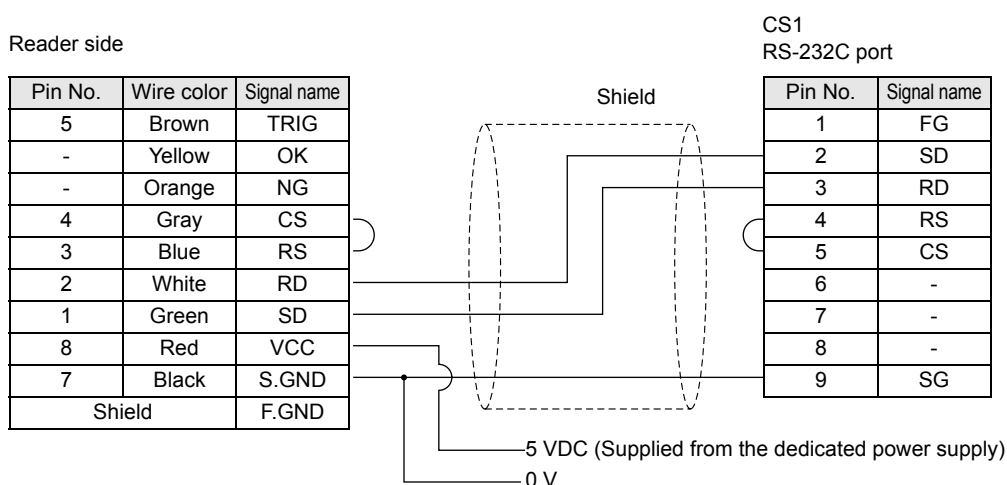 CS1
Reader side
RS-232C port
Pin No. Wire color Signal name
5 Brown TRIG
- Yellow OK
- Orange NG
4 Gray CS
3 Blue RS
2 White RD
1 Green SD
8 Red VCC
7 Black S.GND
Shield F.GND
Shield
Pin No. Signal name
1 FG
2 SD
3 RD
4 RS
5 CS
6 -
7 -
8 -
9 SG
5 VDC (Supplied from the dedicated power supply)
0 V